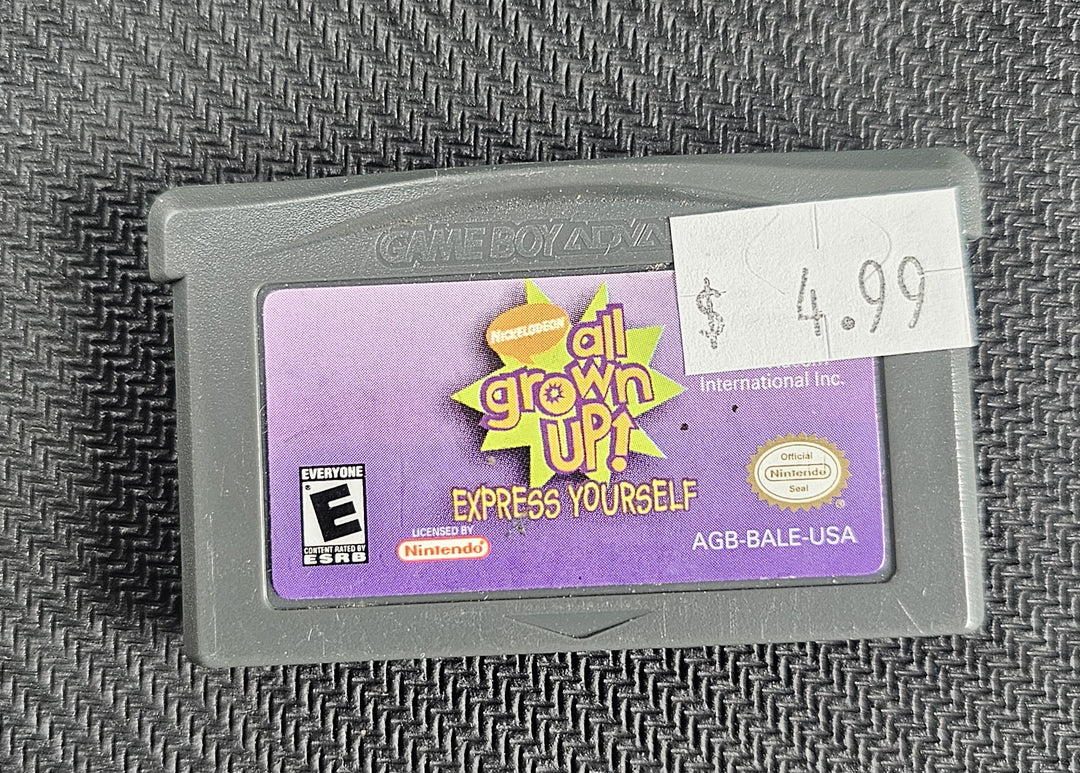 GAME BOY ADVA
$ 4.99
NICKELODEON
all
grown
UP!
EXPRESS YOURSELF
International Inc.
Official
Nintendo
Seal
®
EVERYONE
E
CONTENT RATED BY
ESRB
LICENSED BY
Nintendo
AGB-BALE-USA